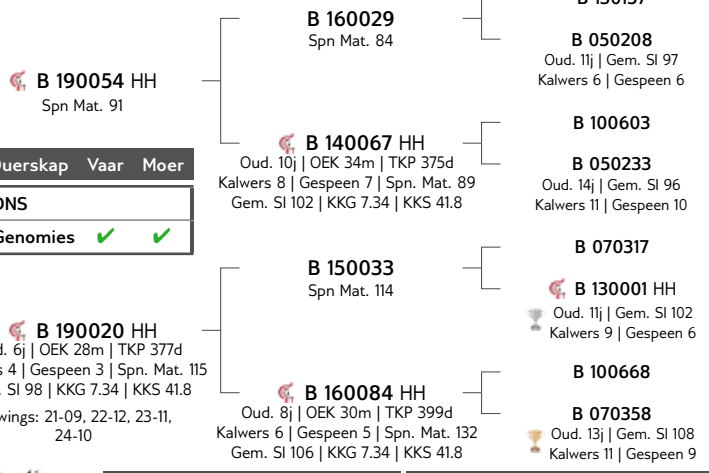 B 160029
Spn Mat. 84
B 050208
Oud. 11j | Gem. SI 97
Kalwers 6 | Gespeen 6
B 190054 HH
Spn Mat. 91
B 100603
B 140067 HH
Oud. 10j | OEK 34m | TKP 375d
Kalwers 8 | Gespeen 7 | Spn. Mat. 89
Gem. SI 102 | KKG 7.34 | KKS 41.8
B 050233
Oud. 14j | Gem. SI 96
Kalwers 11 | Gespeen 10
Vaar Moer
B 070317
B 150033
Spn Mat. 114
B 130001 HH
Oud. 11j | Gem. SI 102
Kalwers 9 | Gespeen 6
B 190020 HH
6j | OEK 28m | TKP 377d
4 | Gespeen 3 | Spn. Mat. 115
SI 98 | KKG 7.34 | KKS 41.8
21-09, 22-12, 23-11,
24-10
B 100668
B 160084 HH
Oud. 8j | OEK 30m | TKP 399d
Kalwers 6 | Gespeen 5 | Spn. Mat. 132
Gem. SI 106 | KKG 7.34 | KKS 41.8
B 070358
Oud. 13j | Gem. SI 108
Kalwers 11 | Gespeen 9